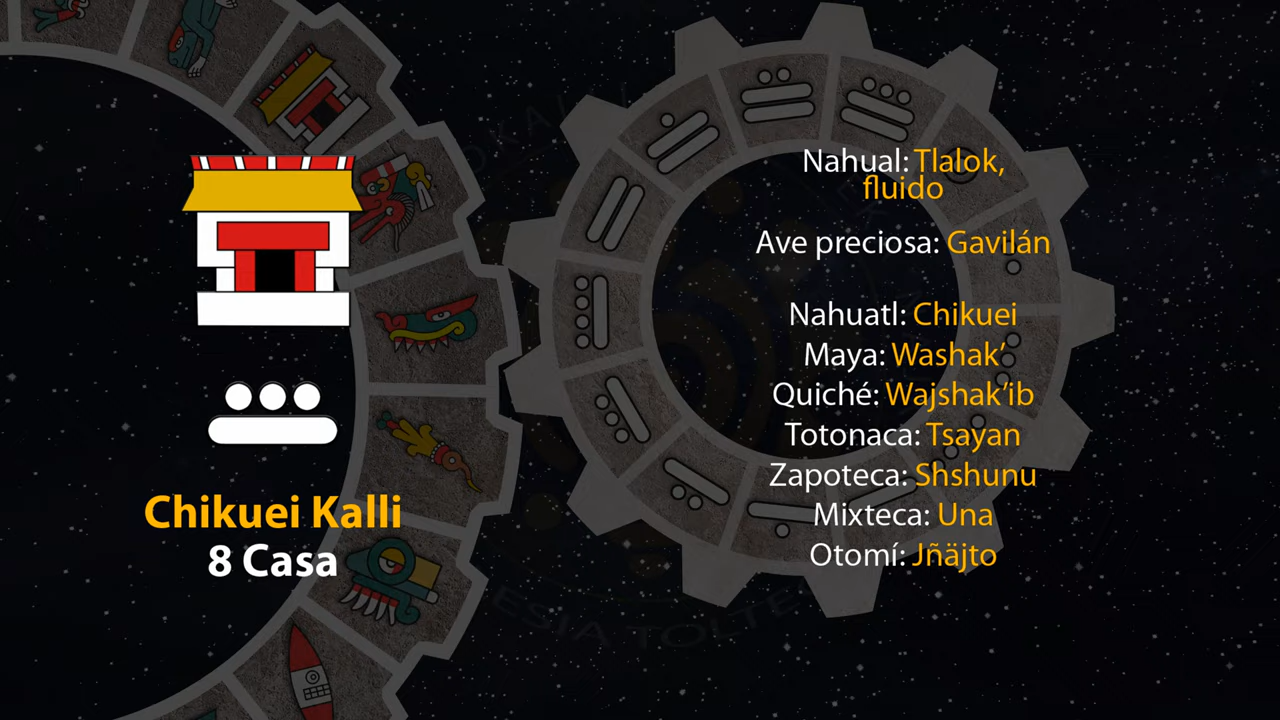 Chikuei Kalli
8 Casa
Nahual: Tlalok,
fluido
Ave preciosa: Gavilán
Nahuatl: Chikuei
Maya: Washak’
Quiché: Wajshak’ib
Totonaca: Tsayan
Zapoteca: Shshunu
Mixteca: Una
Otomí: Jñäjto